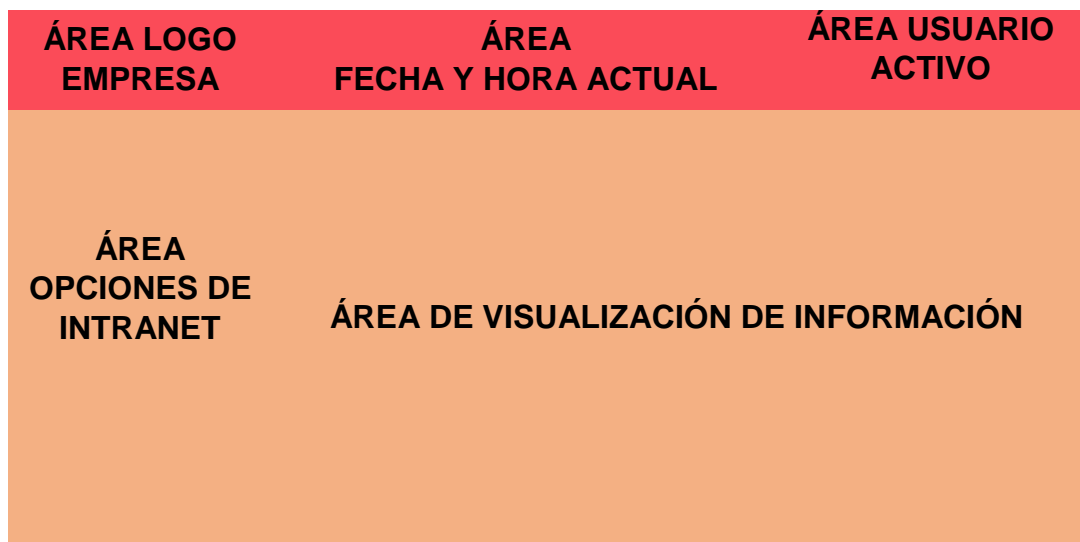 ÁREA LOGO
EMPRESA
ÁREA
FECHA Y HORA ACTUAL
ÁREA USUARIO
ACTIVO
ÁREA
OPCIONES DE
INTRANET
ÁREA DE VISUALIZACIÓN DE INFORMACIÓN